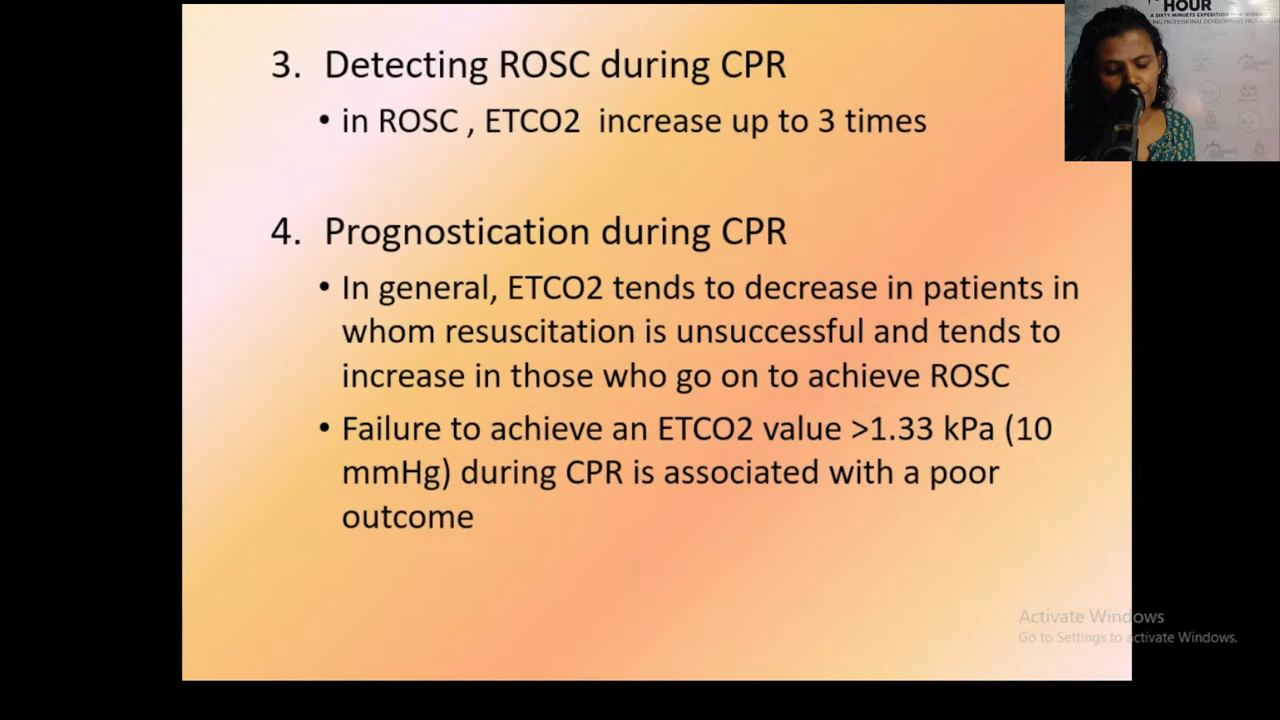 3. Detecting ROSC during CPR
• in ROSC , ETCO2 increase up to 3 times
4. Prognostication during CPR
• In general, ETCO2 tends to decrease in patients in
whom resuscitation is unsuccessful and tends to
increase in those who go on to achieve ROSC
• Failure to achieve an ETCO2 value >1.33 kPa (10
mmHg) during CPR is associated with a poor
outcome
HOUR
Activate Windows
Go to Settings to activate Windows.